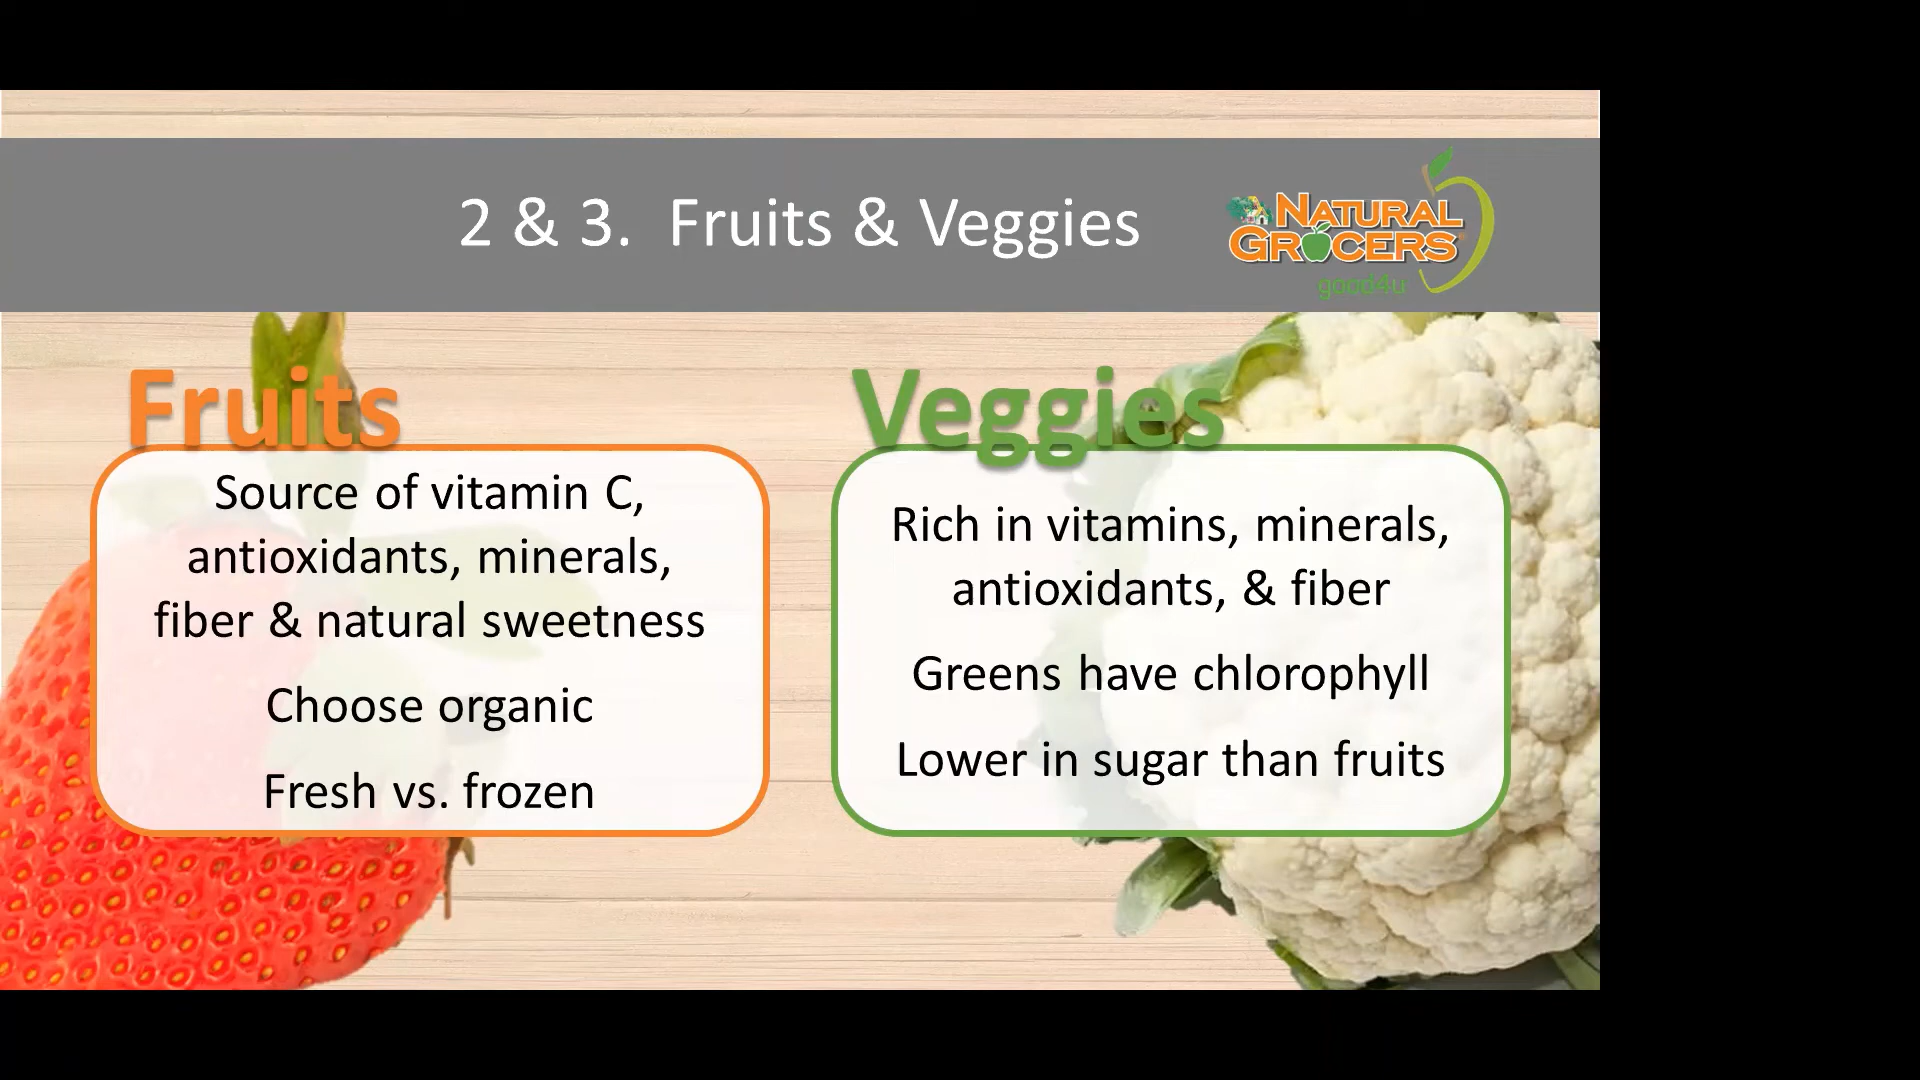 2 & 3. Fruits & Veggies
NATURAL
GROCERS
good4u
Fruits
Source of vitamin C,
antioxidants, minerals,
fiber & natural sweetness
Choose organic
Fresh vs. frozen
Veggies
Rich in vitamins, minerals,
antioxidants, & fiber
Greens have chlorophyll
Lower in sugar than fruits